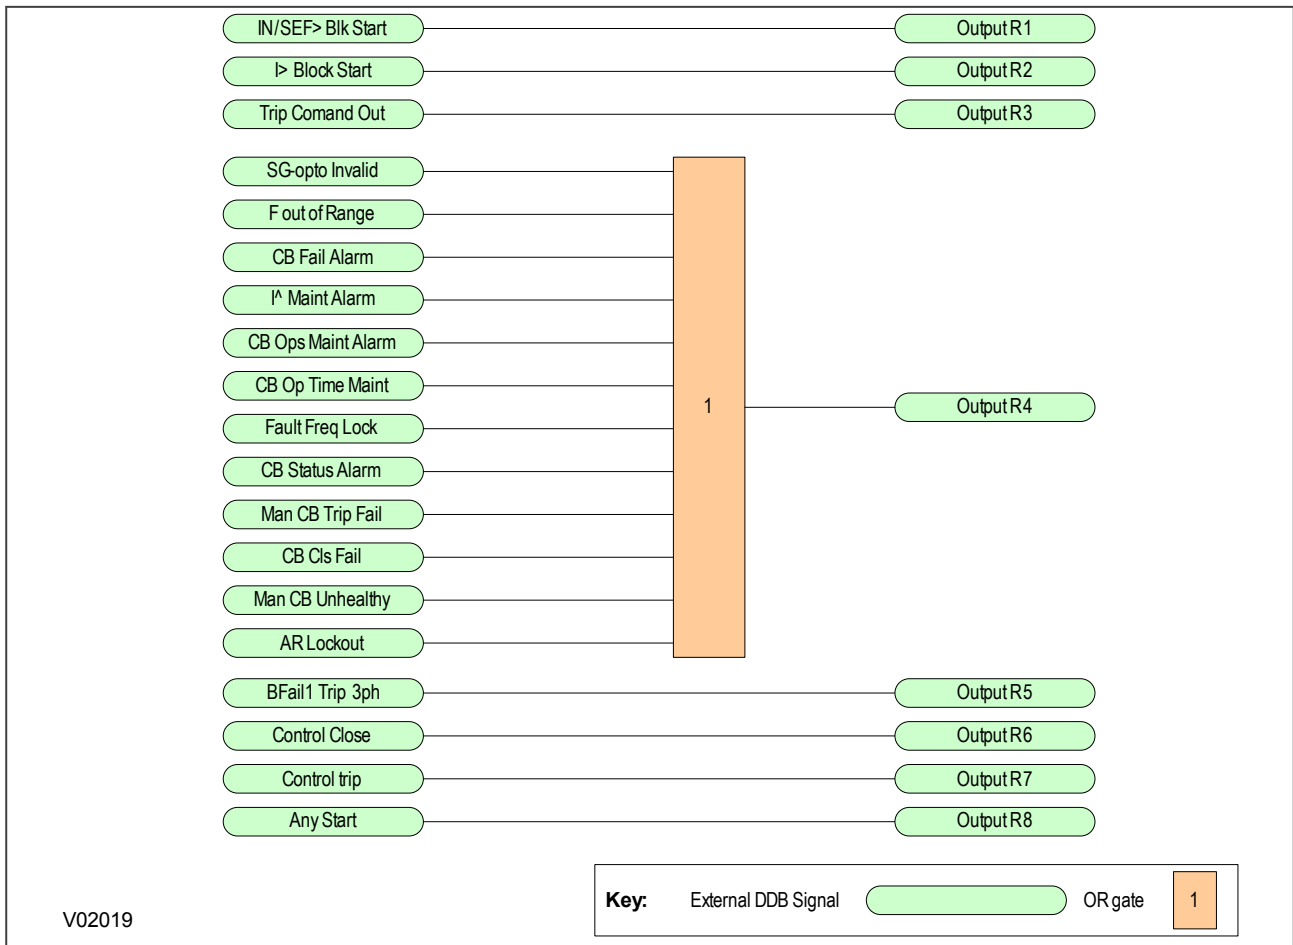 IN/SEF> Blk Start Output R1
I> Block Start Output R2
Trip Comand Out Output R3
SG-opto Invalid
F out of Range
CB Fail Alarm
I^ Maint Alarm
CB Ops Maint Alarm
CB Op Time Maint
1 Output R4
Fault Freq Lock
CB Status Alarm
Man CB Trip Fail
CB Cls Fail
Man CB Unhealthy
AR Lockout
BFail1 Trip 3ph Output R5
Control Close Output R6
Control trip Output R7
Any Start Output R8
Key: External DDB Signal OR gate 1
V02019